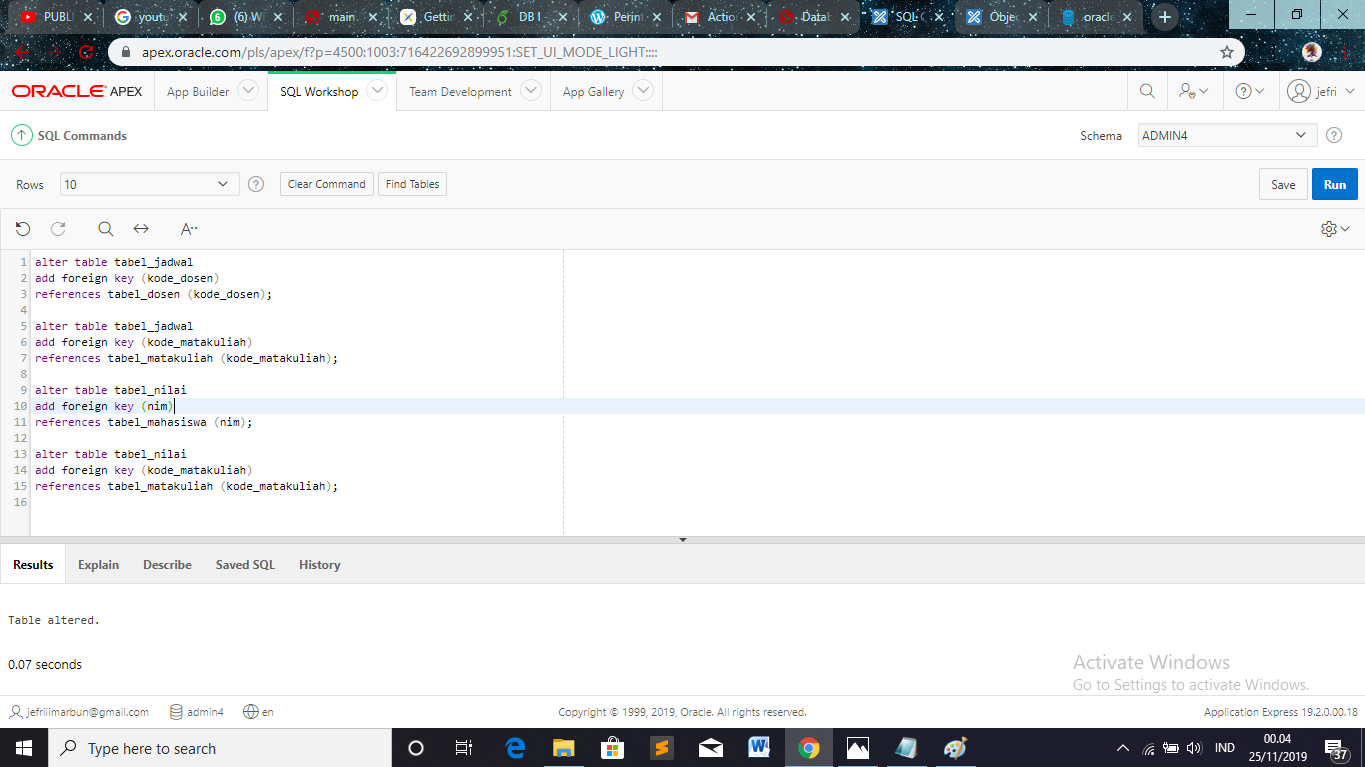 PUBL
youtu
(6) W
main
Gettir
DB I
Perint
Action
Datab
SQL C
Objec
oracle
apex.oracle.com/pls/apex/f?p=4500:1003:716422692899951:SET_UI_MODE_LIGHT::::
ORACLE APEX App Builder SQL Workshop Team Development App Gallery jefri
SQL Commands Schema ADMIN4
Rows 10 Clear Command Find Tables Save Run
A··
1 alter table tabel_jadwal
2 add foreign key (kode_dosen)
3 references tabel_dosen (kode_dosen);
4
5 alter table tabel_jadwal
6 add foreign key (kode_matakuliah)
7 references tabel_matakuliah (kode_matakuliah);
8
9 alter table tabel_nilai
10 add foreign key (nim)
11 references tabel_mahasiswa (nim);
12
13 alter table tabel_nilai
14 add foreign key (kode_matakuliah)
15 references tabel_matakuliah (kode_matakuliah);
16
Results Explain Describe Saved SQL History
Table altered.
0.07 seconds
Activate Windows
Go to Settings to activate Windows.
jefriiimarbun@gmail.com admin4 en Copyright © 1999, 2019, Oracle. All rights reserved. Application Express 19.2.0.00.18
Type here to search IND 00.04
25/11/2019 37